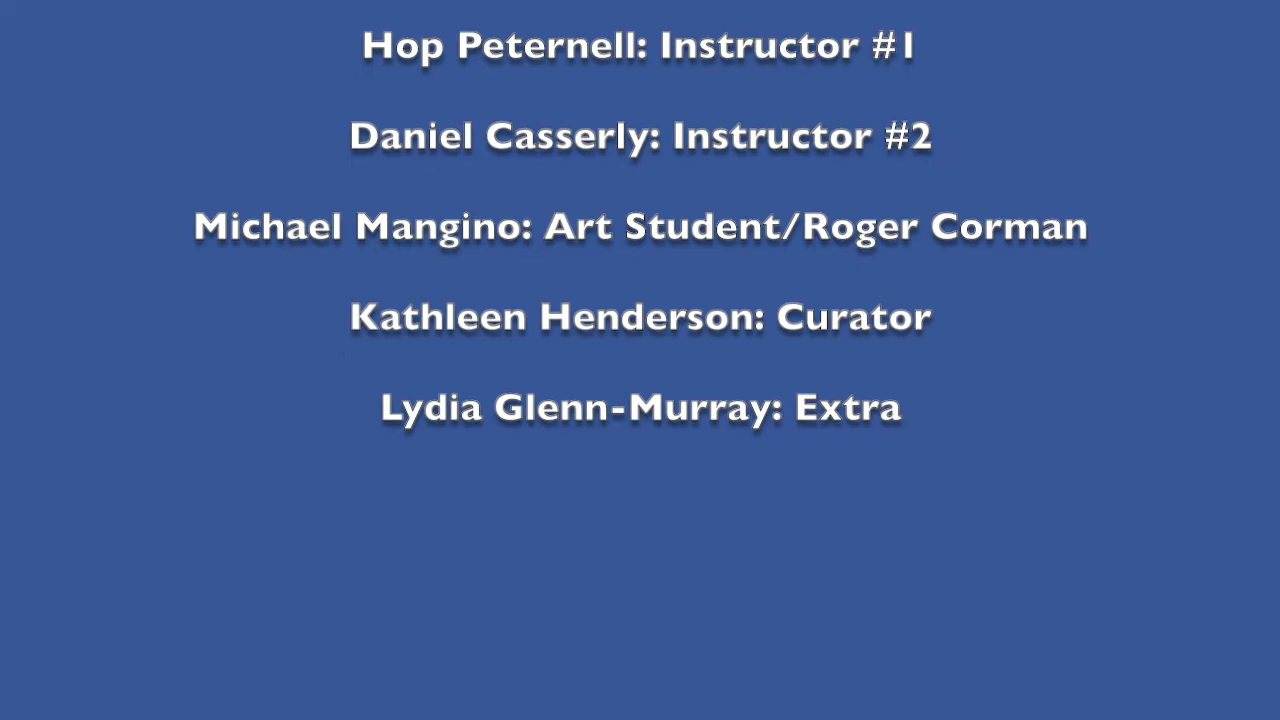 Hop Peternell: Instructor #1
Daniel Casserly: Instructor #2
Michael Mangino: Art Student/Roger Corman
Kathleen Henderson: Curator
Lydia Glenn-Murray: Extra